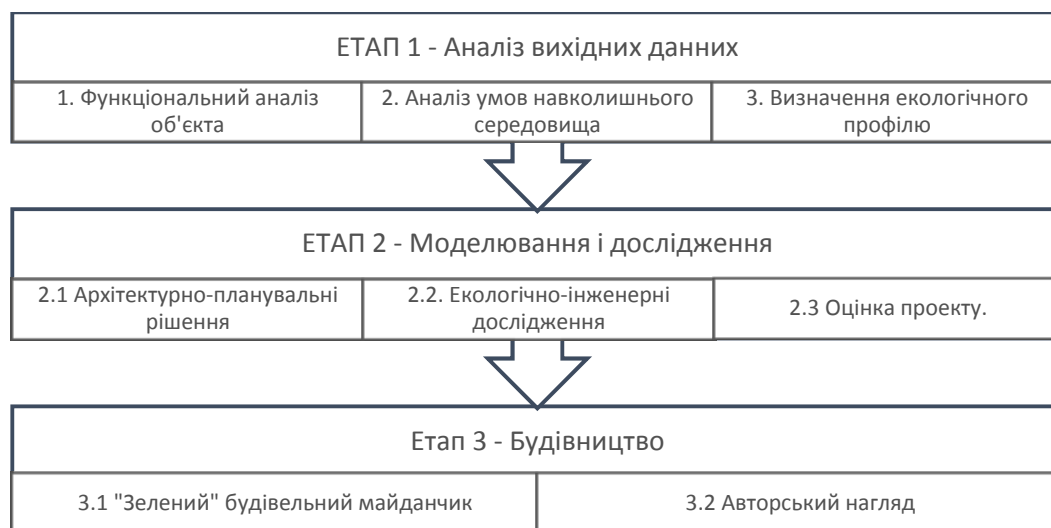 ЕТАП 1 - Аналіз вихідних данних
1. Функціональний аналіз
об'єкта
2. Аналіз умов навколишнього
середовища
3. Визначення екологічного
профілю
ЕТАП 2 - Моделювання і дослідження
2.1 Архітектурно-планувальні
рішення
2.2. Екологічно-інженерні
дослідження
2.3 Оцінка проекту.
Етап 3 - Будівництво
3.1 "Зелений" будівельний майданчик
3.2 Авторський нагляд